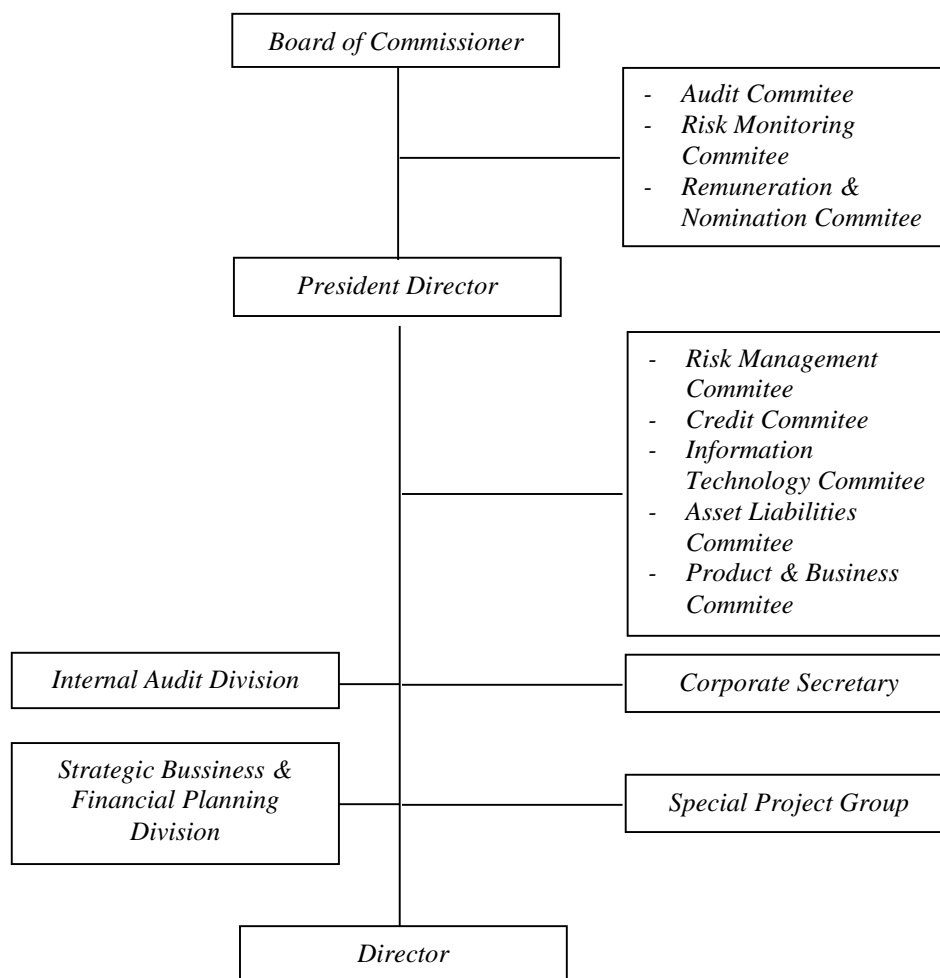 Board of Commissioner
- Audit Commitee
- Risk Monitoring
Commitee
- Remuneration &
Nomination Commitee
President Director
- Risk Management
Commitee
- Credit Commitee
- Information
Technology Commitee
- Asset Liabilities
Commitee
- Product & Business
Commitee
Internal Audit Division
Corporate Secretary
Strategic Bussiness &
Financial Planning
Division
Special Project Group
Director